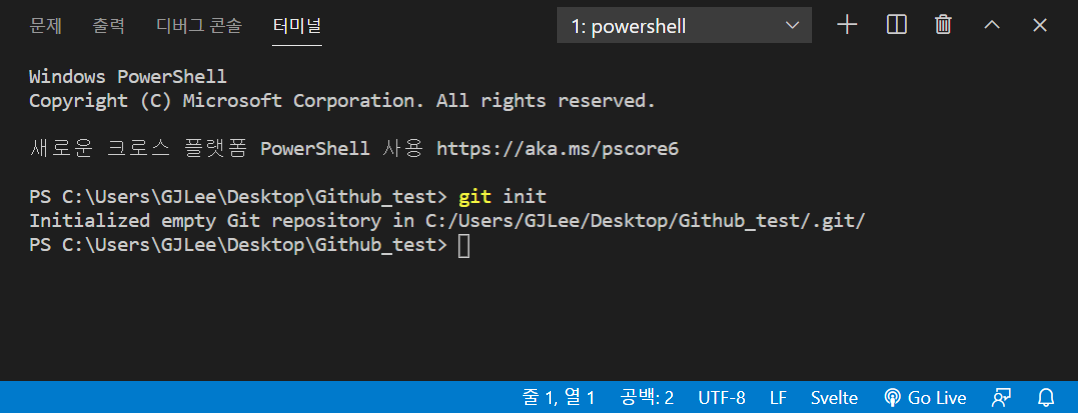 문제 출력 디버그 콘솔 터미널 1: powershell
Windows PowerShell
Copyright (C) Microsoft Corporation. All rights reserved.
새로운 크로스 플랫폼 PowerShell 사용 https://aka.ms/pscore6
PS C:\Users\GJLee\Desktop\Github_test> git init
Initialized empty Git repository in C:/Users/GJLee/Desktop/Github_test/.git/
PS C:\Users\GJLee\Desktop\Github_test>
줄 1, 열 1 공백: 2 UTF-8 LF Svelte Go Live